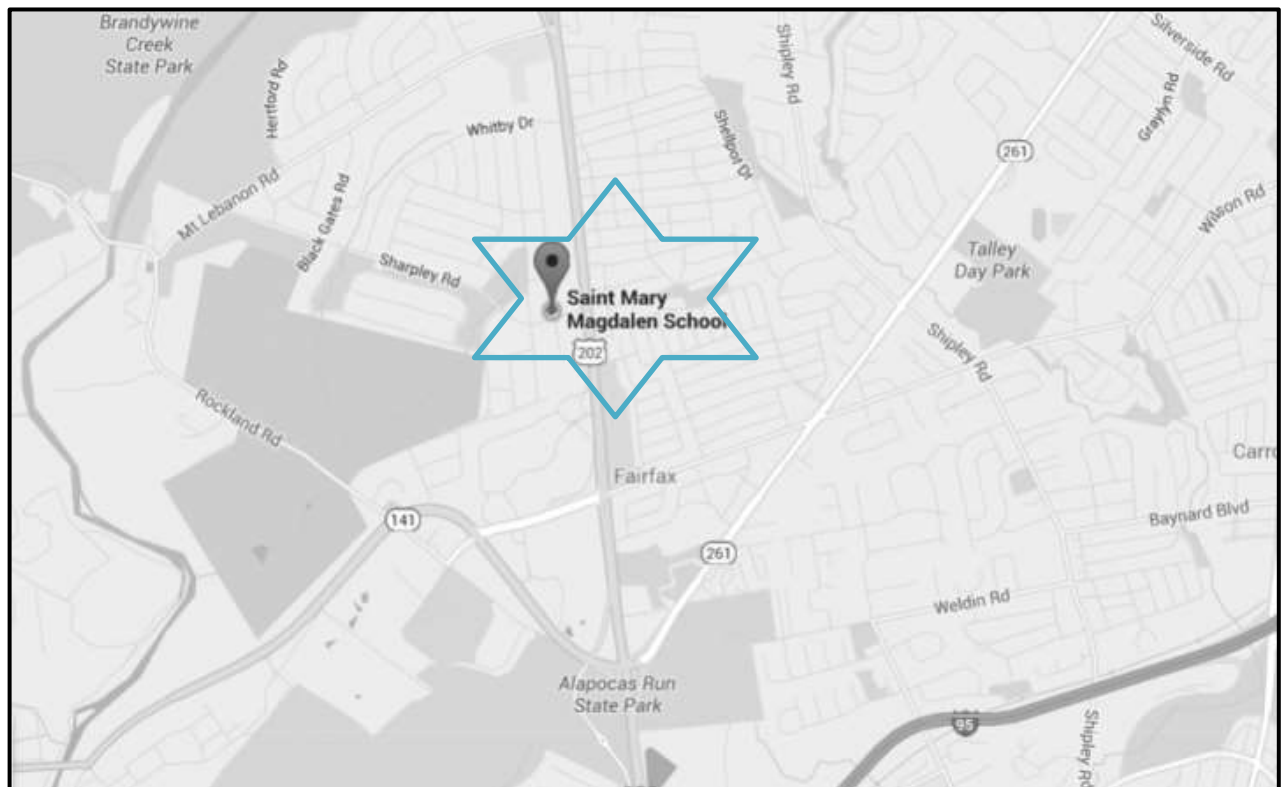 Brandywine
Creek
State Park
Hertford Rd
Whitby Dr
Shipley Rd
Silverside Rd
Graylyn Rd
Shellpot Dr
261
Mt Lebanon Rd
Black Gates Rd
Sharpley Rd
Wilson Rd
Talley
Day Park
Saint Mary
Magdalen School
202
Shipley Rd
Rockland Rd
Fairfax
Carrc
141
261
Baynard Blvd
Weldin Rd
Alapocas Run
State Park
95
Shipley Rd